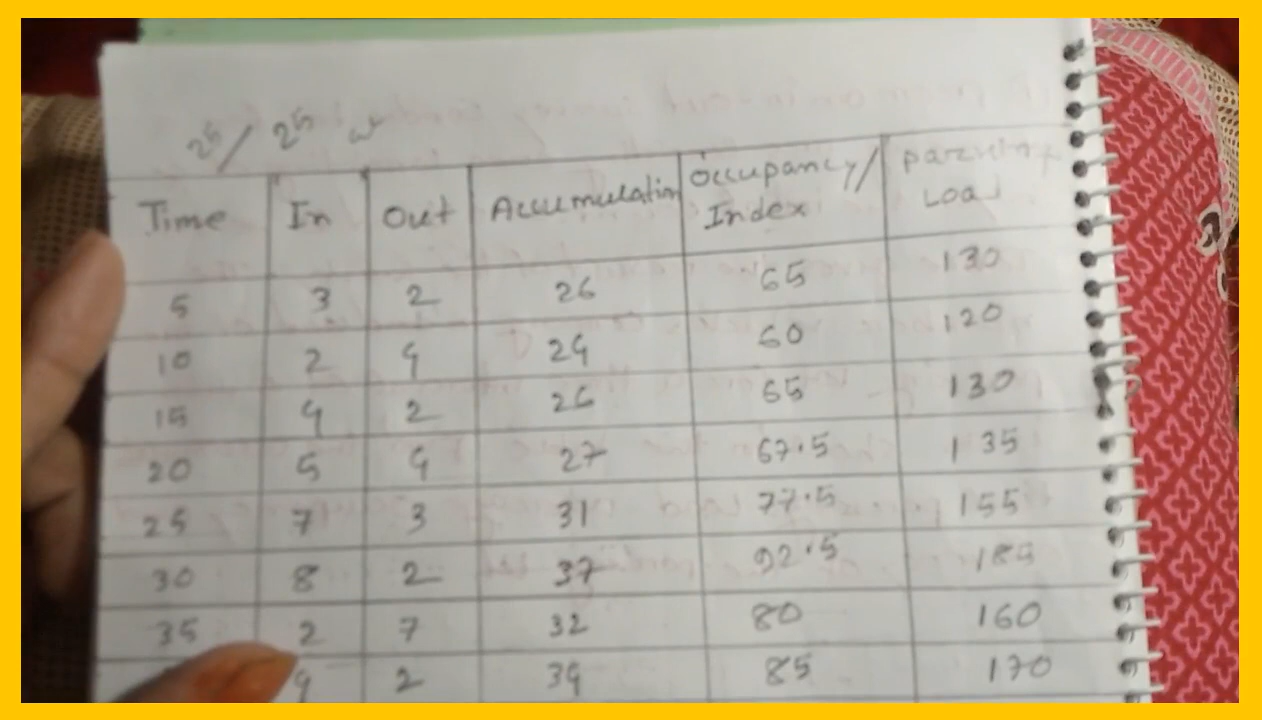 25/25
Time In Out Accumulation Occupancy/ Index parking Load
5 3 2 26 65 130
10 2 4 24 60 120
15 4 2 26 65 130
20 5 4 27 67.5 135
25 7 3 31 77.5 155
30 8 2 37 92.5 185
35 2 7 32 80 160
4 2 34 85 170